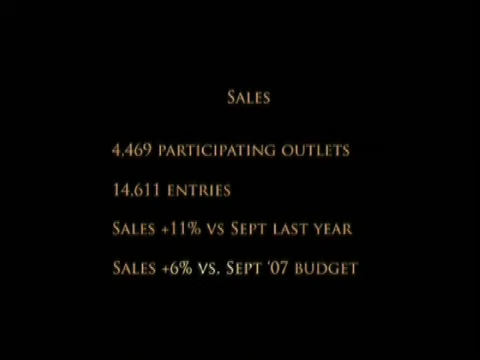 Sales
4,469 participating outlets
14,611 entries
Sales +11% vs Sept last year
Sales +6% vs. Sept '07 budget